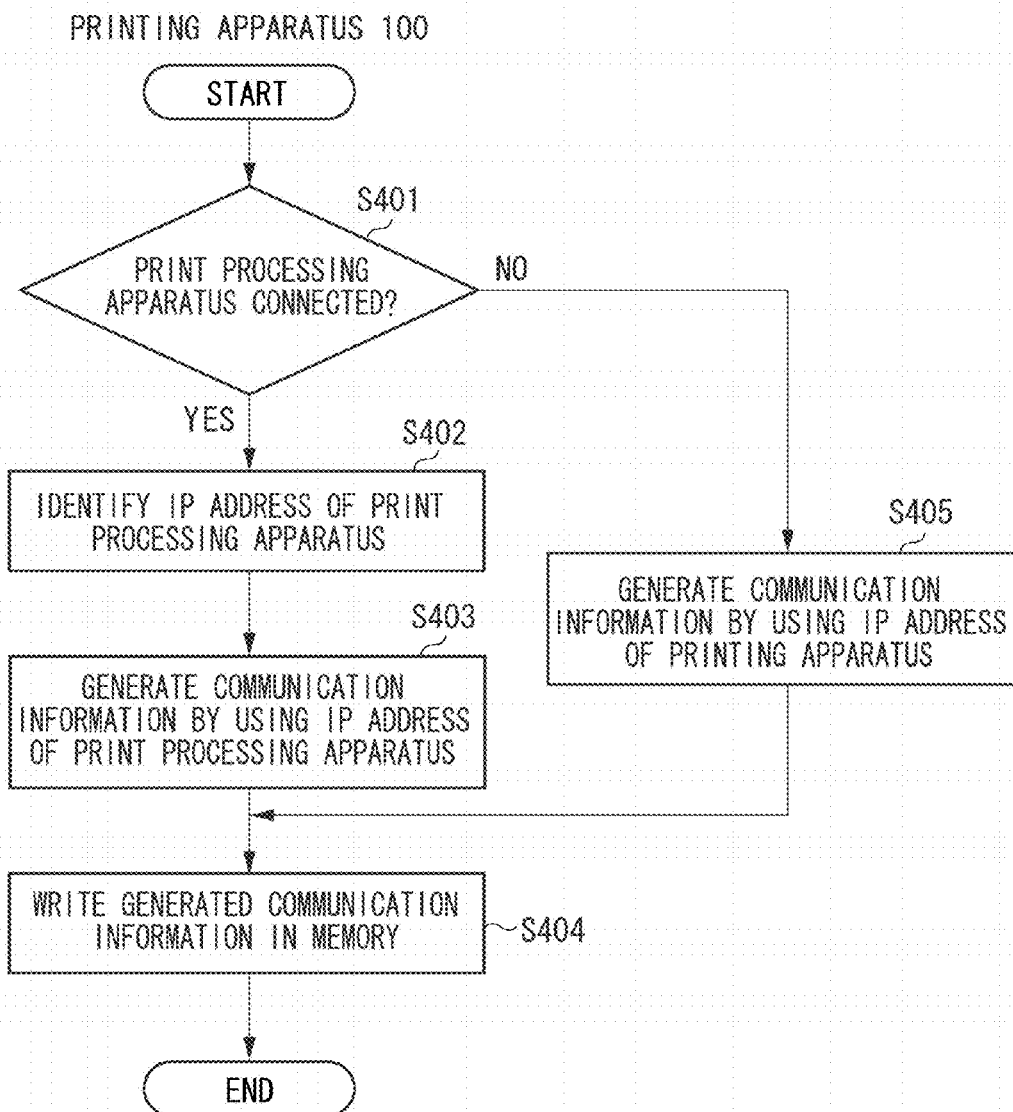 PRINTING APPARATUS 100
START
S401
PRINT PROCESSING
APPARATUS CONNECTED?
NO
YES
S402
IDENTIFY IP ADDRESS OF PRINT
PROCESSING APPARATUS
S405
GENERATE COMMUNICATION
INFORMATION BY USING IP ADDRESS
OF PRINTING APPARATUS
S403
GENERATE COMMUNICATION
INFORMATION BY USING IP ADDRESS
OF PRINT PROCESSING APPARATUS
WRITE GENERATED COMMUNICATION
INFORMATION IN MEMORY
S404
END